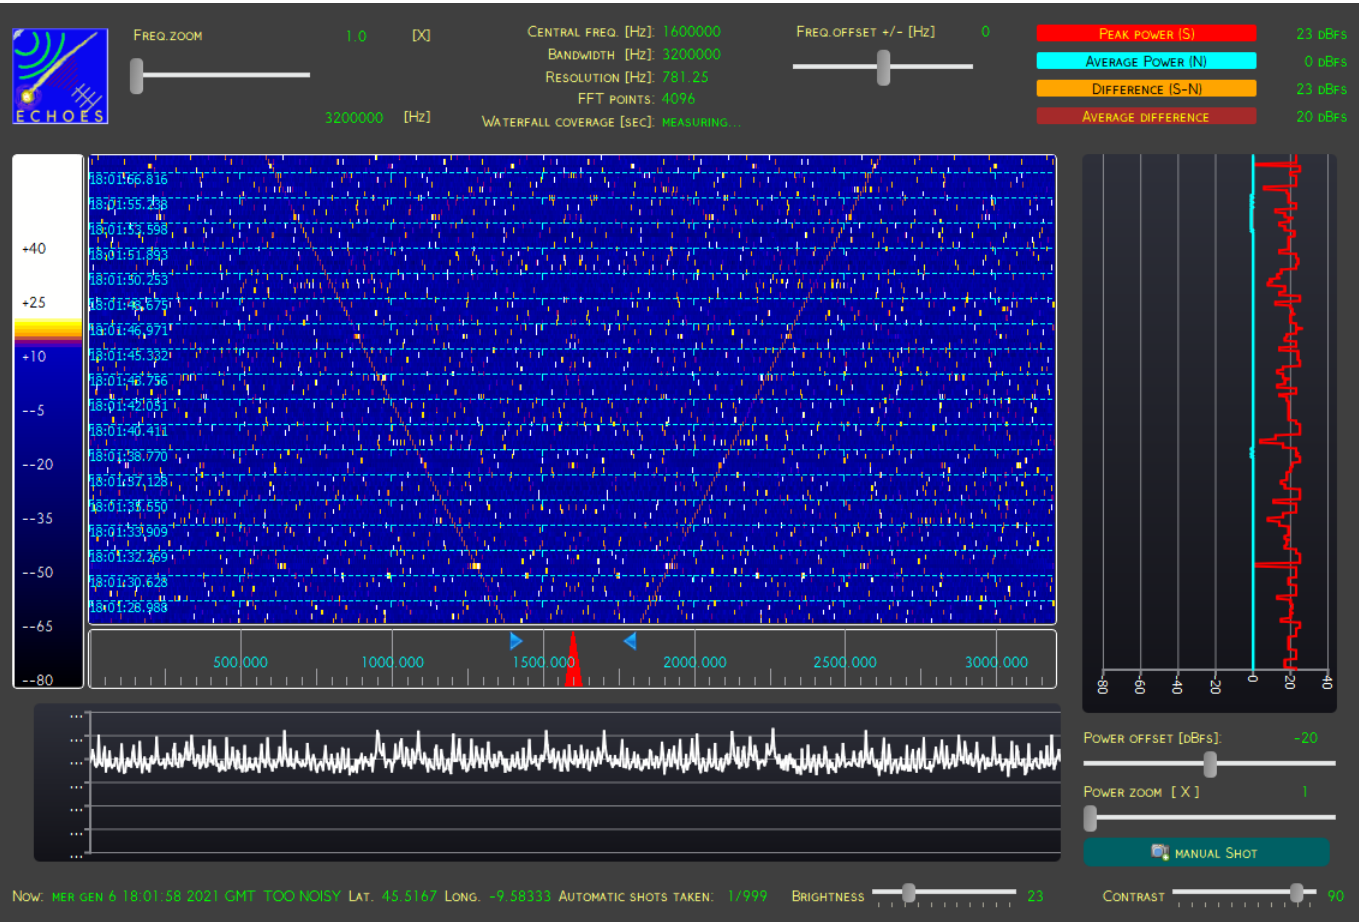 ECHOES
FREQ.ZOOM 1.0 [X]
3200000 [Hz]
CENTRAL FREQ. [Hz]: 1600000
BANDWIDTH [Hz]: 3200000
RESOLUTION [Hz]: 781.25
FFT POINTS: 4096
WATERFALL COVERAGE [SEC]: MEASURING...
FREQ.OFFSET +/- [Hz] 0
PEAK POWER (S) 23 DBFS
AVERAGE POWER (N) 0 DBFS
DIFFERENCE (S-N) 23 DBFS
AVERAGE DIFFERENCE 20 DBFS
+40
+25
+10
--5
--20
--35
--50
--65
--80
18:01:55.238
18:01:53.598
18:01:51.893
18:01:50.253
18:01:46.971
18:01:45.332
18:01:42.051
18:01:40.411
18:01:38.770
18:01:37.128
18:01:35.550
18:01:33.909
18:01:32.269
18:01:30.628
18:01:28.988
500.000 1000.000 1500.000 2000.000 2500.000 3000.000
-80 -60 -40 -20 0 20 40
...
...
...
...
...
...
...
POWER OFFSET [DBFS]: -20
POWER ZOOM [ X ] 1
MANUAL SHOT
NOW: MER GEN 6 18:01:58 2021 GMT TOO NOISY LAT. 45.5167 LONG. -9.58333 AUTOMATIC SHOTS TAKEN: 1/999 BRIGHTNESS 23 CONTRAST 90